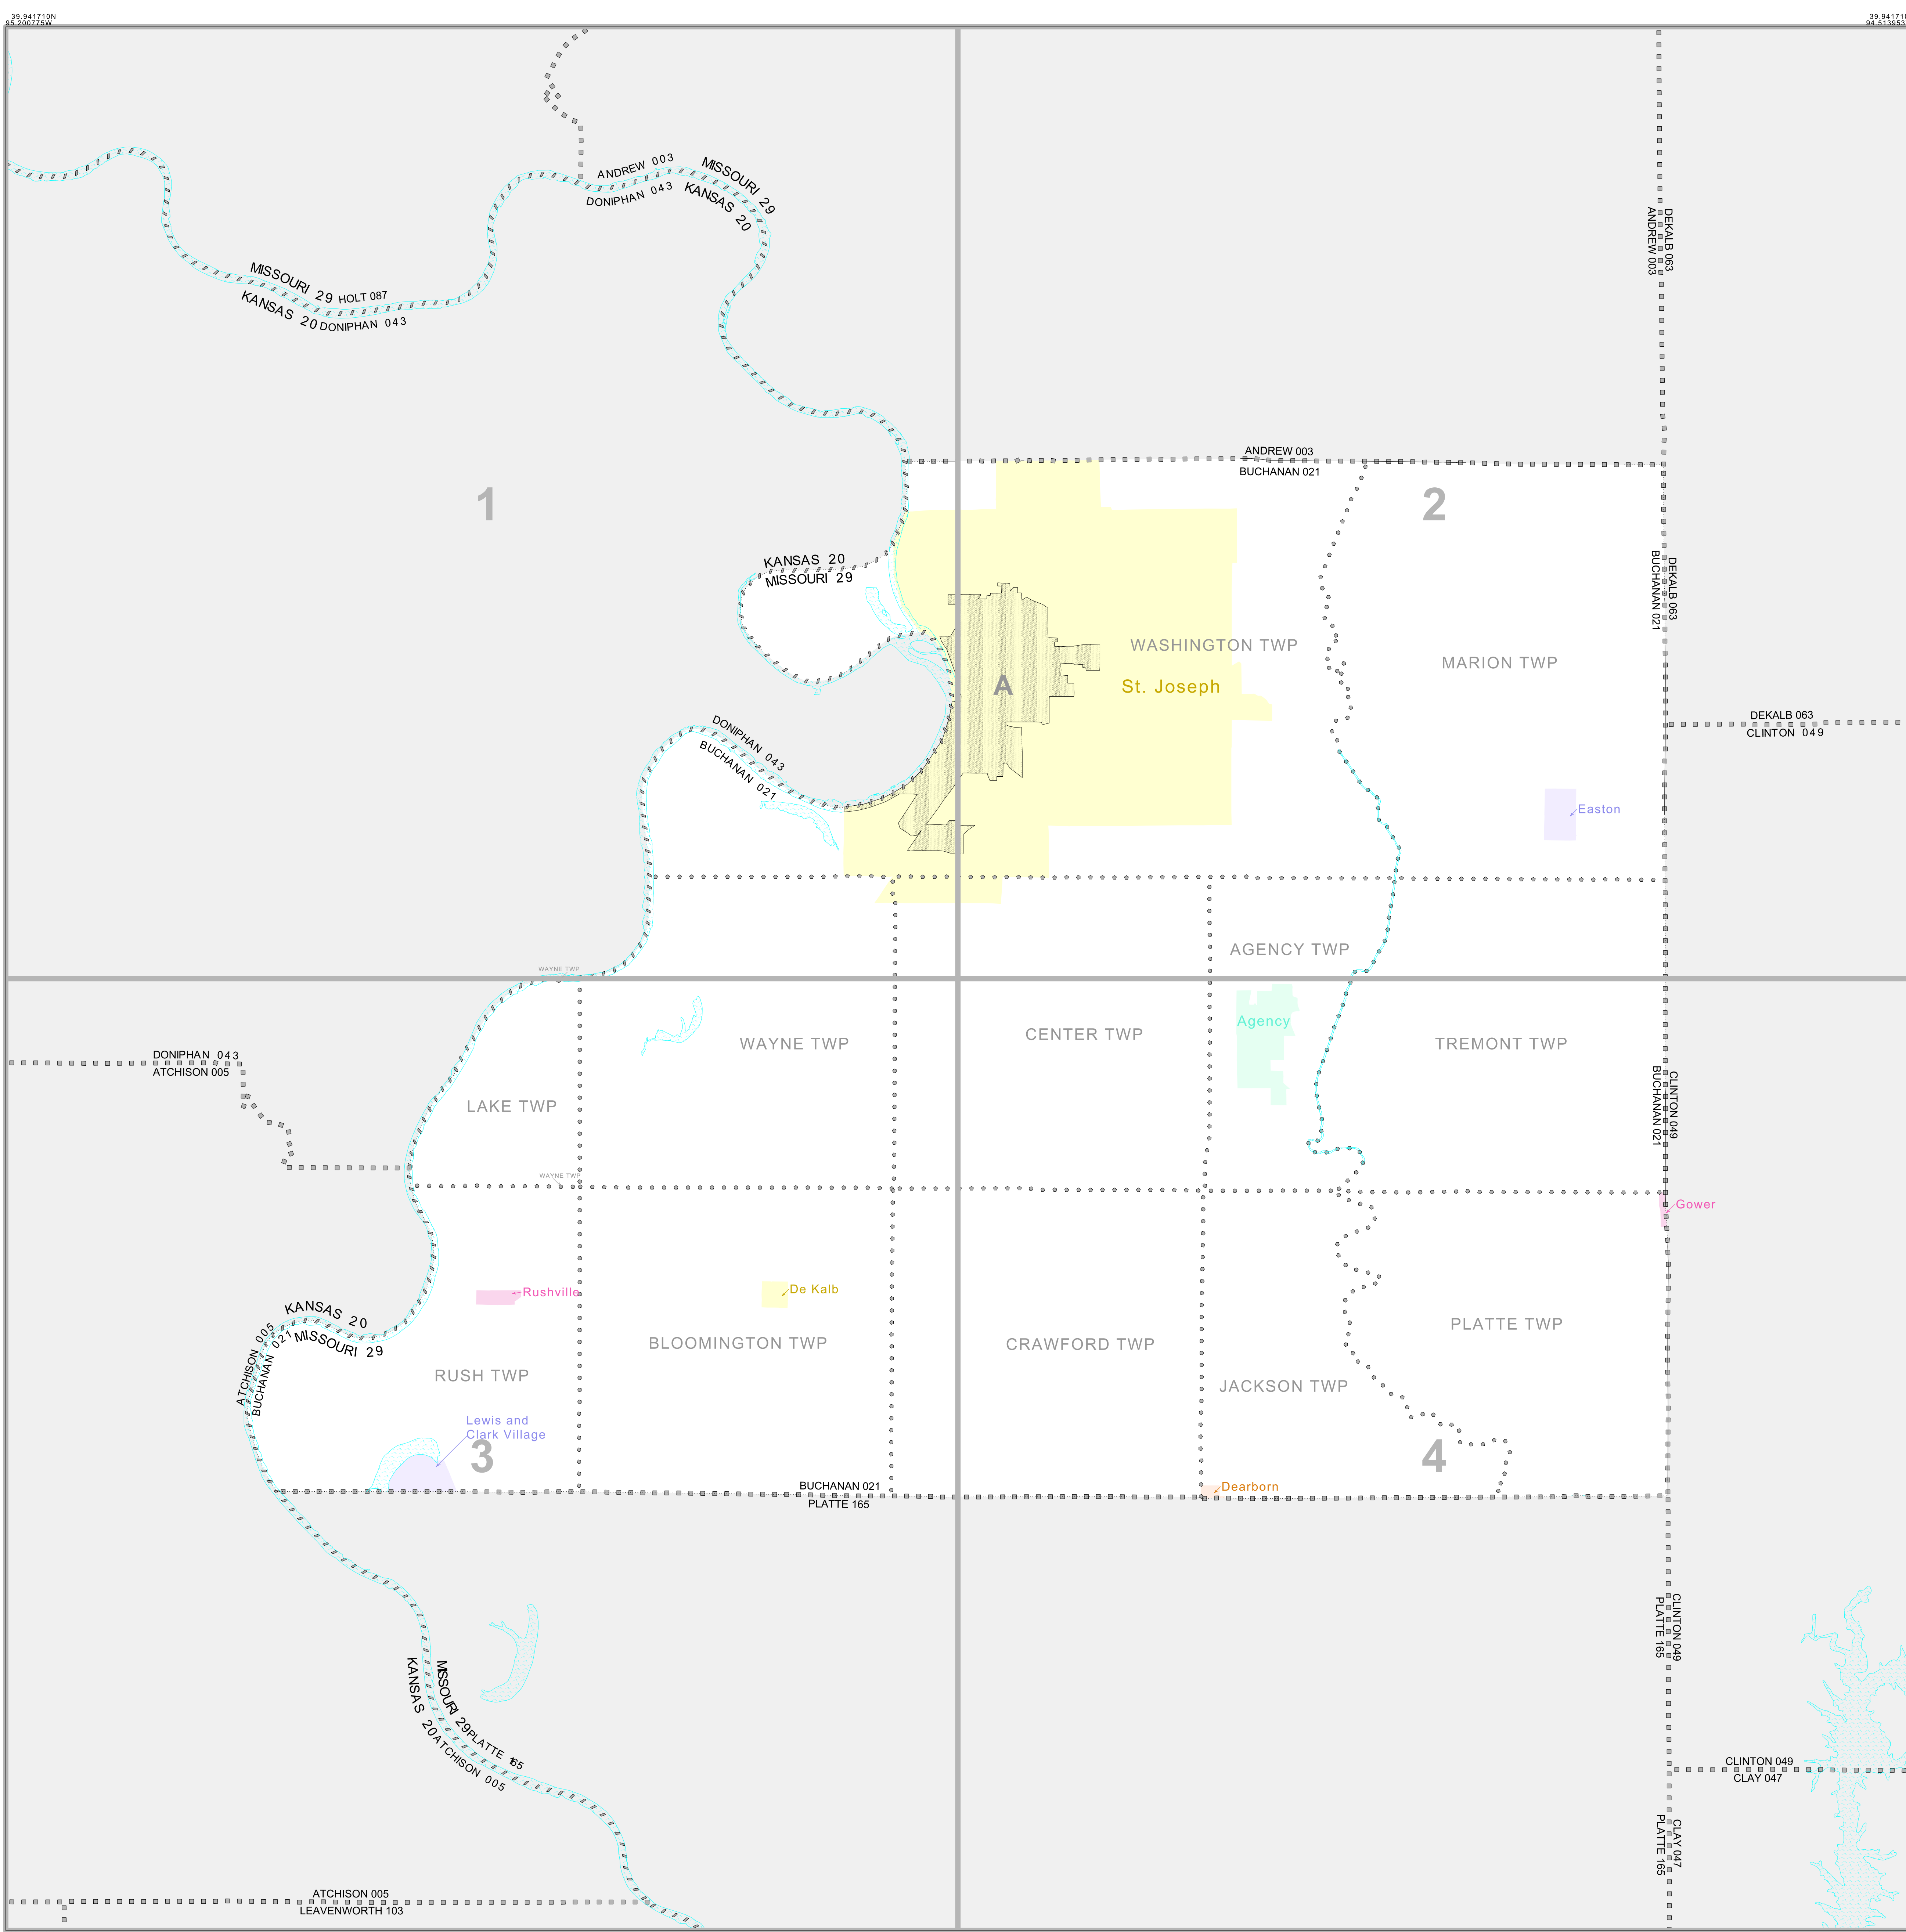 39.941710N
95.200775W
39.94171
94.513953
ANDREW 003
DONIPHAN 043
MISSOURI 29
KANSAS 20
DEKALB 063
ANDREW 003
MISSOURI 29 HOLT 087
KANSAS 20 DONIPHAN 043
ANDREW 003
BUCHANAN 021
1
2
KANSAS 20
MISSOURI 29
DEKALB 063
BUCHANAN 021
WASHINGTON TWP
MARION TWP
A
St. Joseph
DONIPHAN 043
BUCHANAN 021
DEKALB 063
CLINTON 049
Easton
AGENCY TWP
WAYNE TWP
Agency
CENTER TWP
WAYNE TWP
TREMONT TWP
DONIPHAN 043
ATCHISON 005
LAKE TWP
CLINTON 049
BUCHANAN 021
WAYNE TWP
Gower
Rushville
De Kalb
KANSAS 20
MISSOURI 29
ATCHISON 005
BUCHANAN 021
BLOOMINGTON TWP
CRAWFORD TWP
PLATTE TWP
RUSH TWP
JACKSON TWP
Lewis and
Clark Village
3
4
BUCHANAN 021
PLATTE 165
Dearborn
CLINTON 049
PLATTE 165
MISSOURI 29 PLATTE 165
KANSAS 20 ATCHISON 005
CLINTON 049
CLAY 047
CLAY 047
PLATTE 165
ATCHISON 005
LEAVENWORTH 103